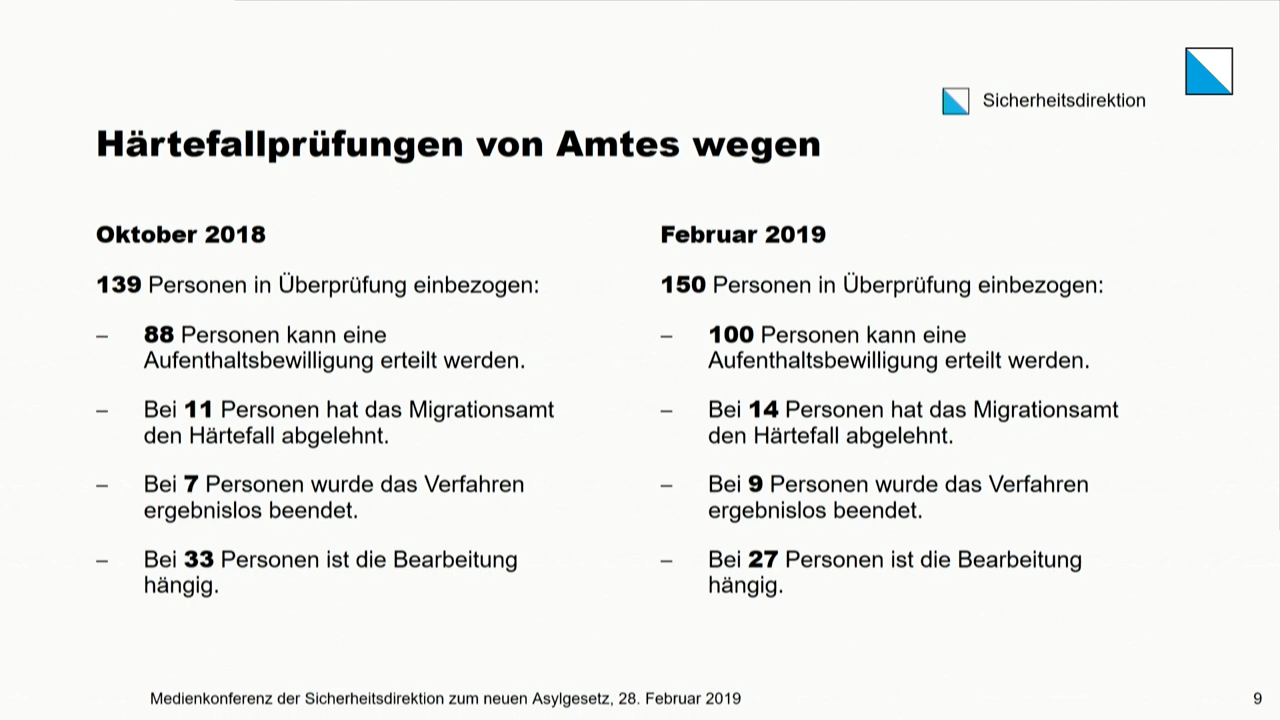 Sicherheitsdirektion
Härtefallprüfungen von Amtes wegen
Oktober 2018
139 Personen in Überprüfung einbezogen:
– 88 Personen kann eine
Aufenthaltsbewilligung erteilt werden.
– Bei 11 Personen hat das Migrationsamt
den Härtefall abgelehnt.
– Bei 7 Personen wurde das Verfahren
ergebnislos beendet.
– Bei 33 Personen ist die Bearbeitung
hängig.
Februar 2019
150 Personen in Überprüfung einbezogen:
– 100 Personen kann eine
Aufenthaltsbewilligung erteilt werden.
– Bei 14 Personen hat das Migrationsamt
den Härtefall abgelehnt.
– Bei 9 Personen wurde das Verfahren
ergebnislos beendet.
– Bei 27 Personen ist die Bearbeitung
hängig.
Medienkonferenz der Sicherheitsdirektion zum neuen Asylgesetz, 28. Februar 2019
9